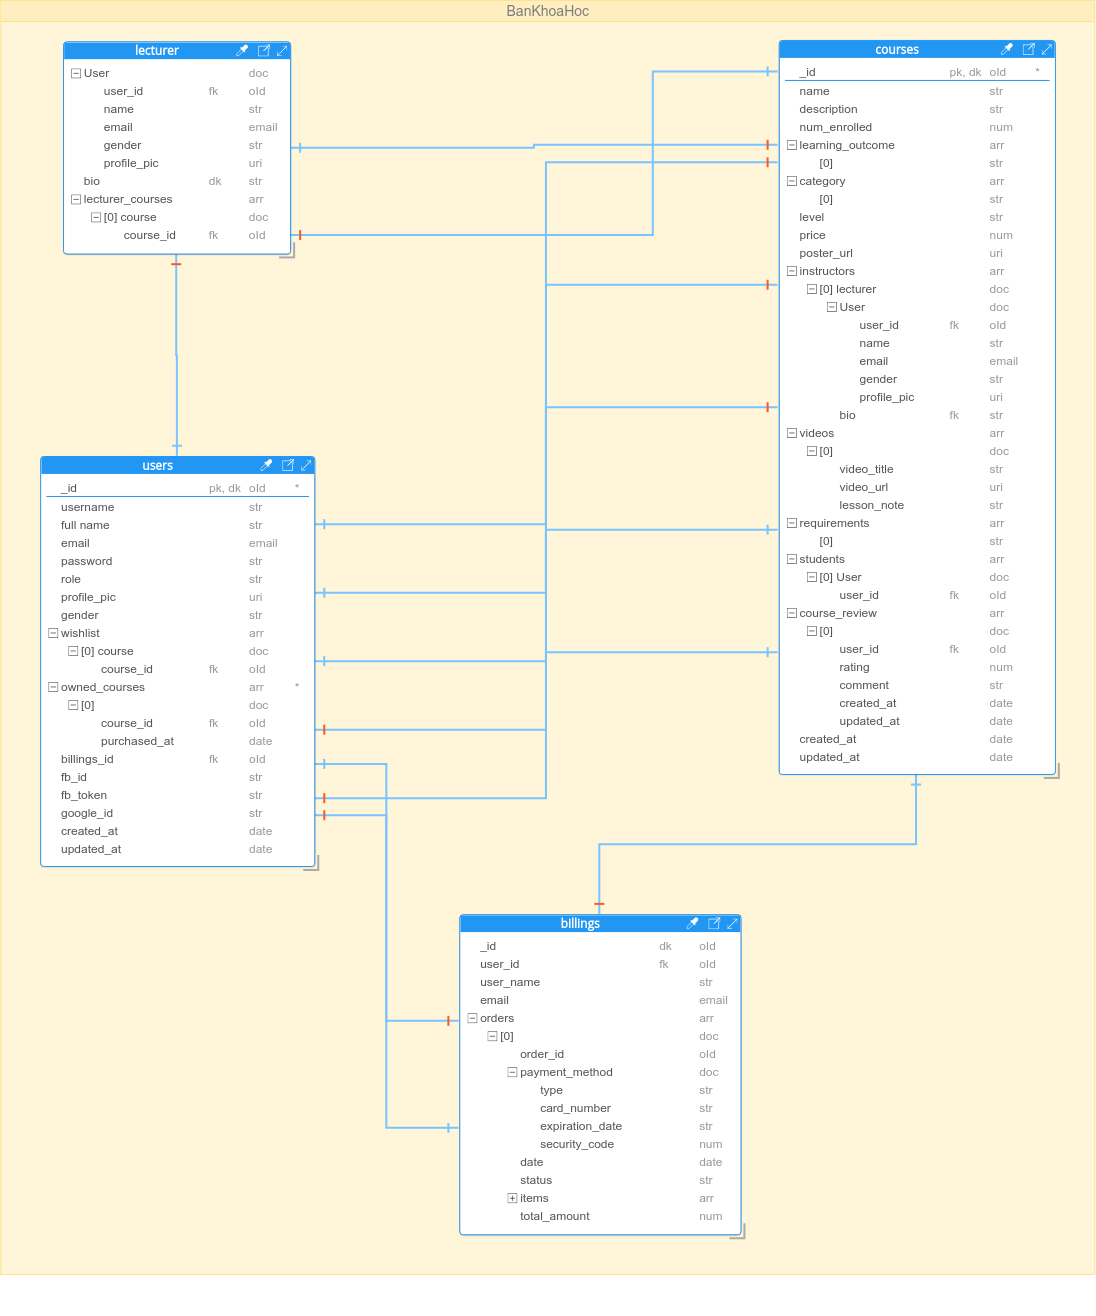 BanKhoaHoc
lecturer
User doc
user_id fk oId
name str
email email
gender str
profile_pic uri
bio dk str
lecturer_courses arr
[0] course doc
course_id fk oId
courses
_id pk, dk oId *
name str
description str
num_enrolled num
learning_outcome arr
[0] str
category arr
[0] str
level str
price num
poster_url uri
instructors arr
[0] lecturer doc
User doc
user_id fk oId
name str
email email
gender str
profile_pic uri
bio fk str
videos arr
[0] doc
video_title str
video_url uri
lesson_note str
requirements arr
[0] str
students arr
[0] User doc
user_id fk oId
course_review arr
[0] doc
user_id fk oId
rating num
comment str
created_at date
updated_at date
created_at date
updated_at date
users
_id pk, dk oId *
username str
full name str
email email
password str
role str
profile_pic uri
gender str
wishlist arr
[0] course doc
course_id fk oId
owned_courses arr *
[0] doc
course_id fk oId
purchased_at date
billings_id fk oId
fb_id str
fb_token str
google_id str
created_at date
updated_at date
billings
_id dk oId
user_id fk oId
user_name str
email email
orders arr
[0] doc
order_id oId
payment_method doc
type str
card_number str
expiration_date str
security_code num
date date
status str
items arr
total_amount num